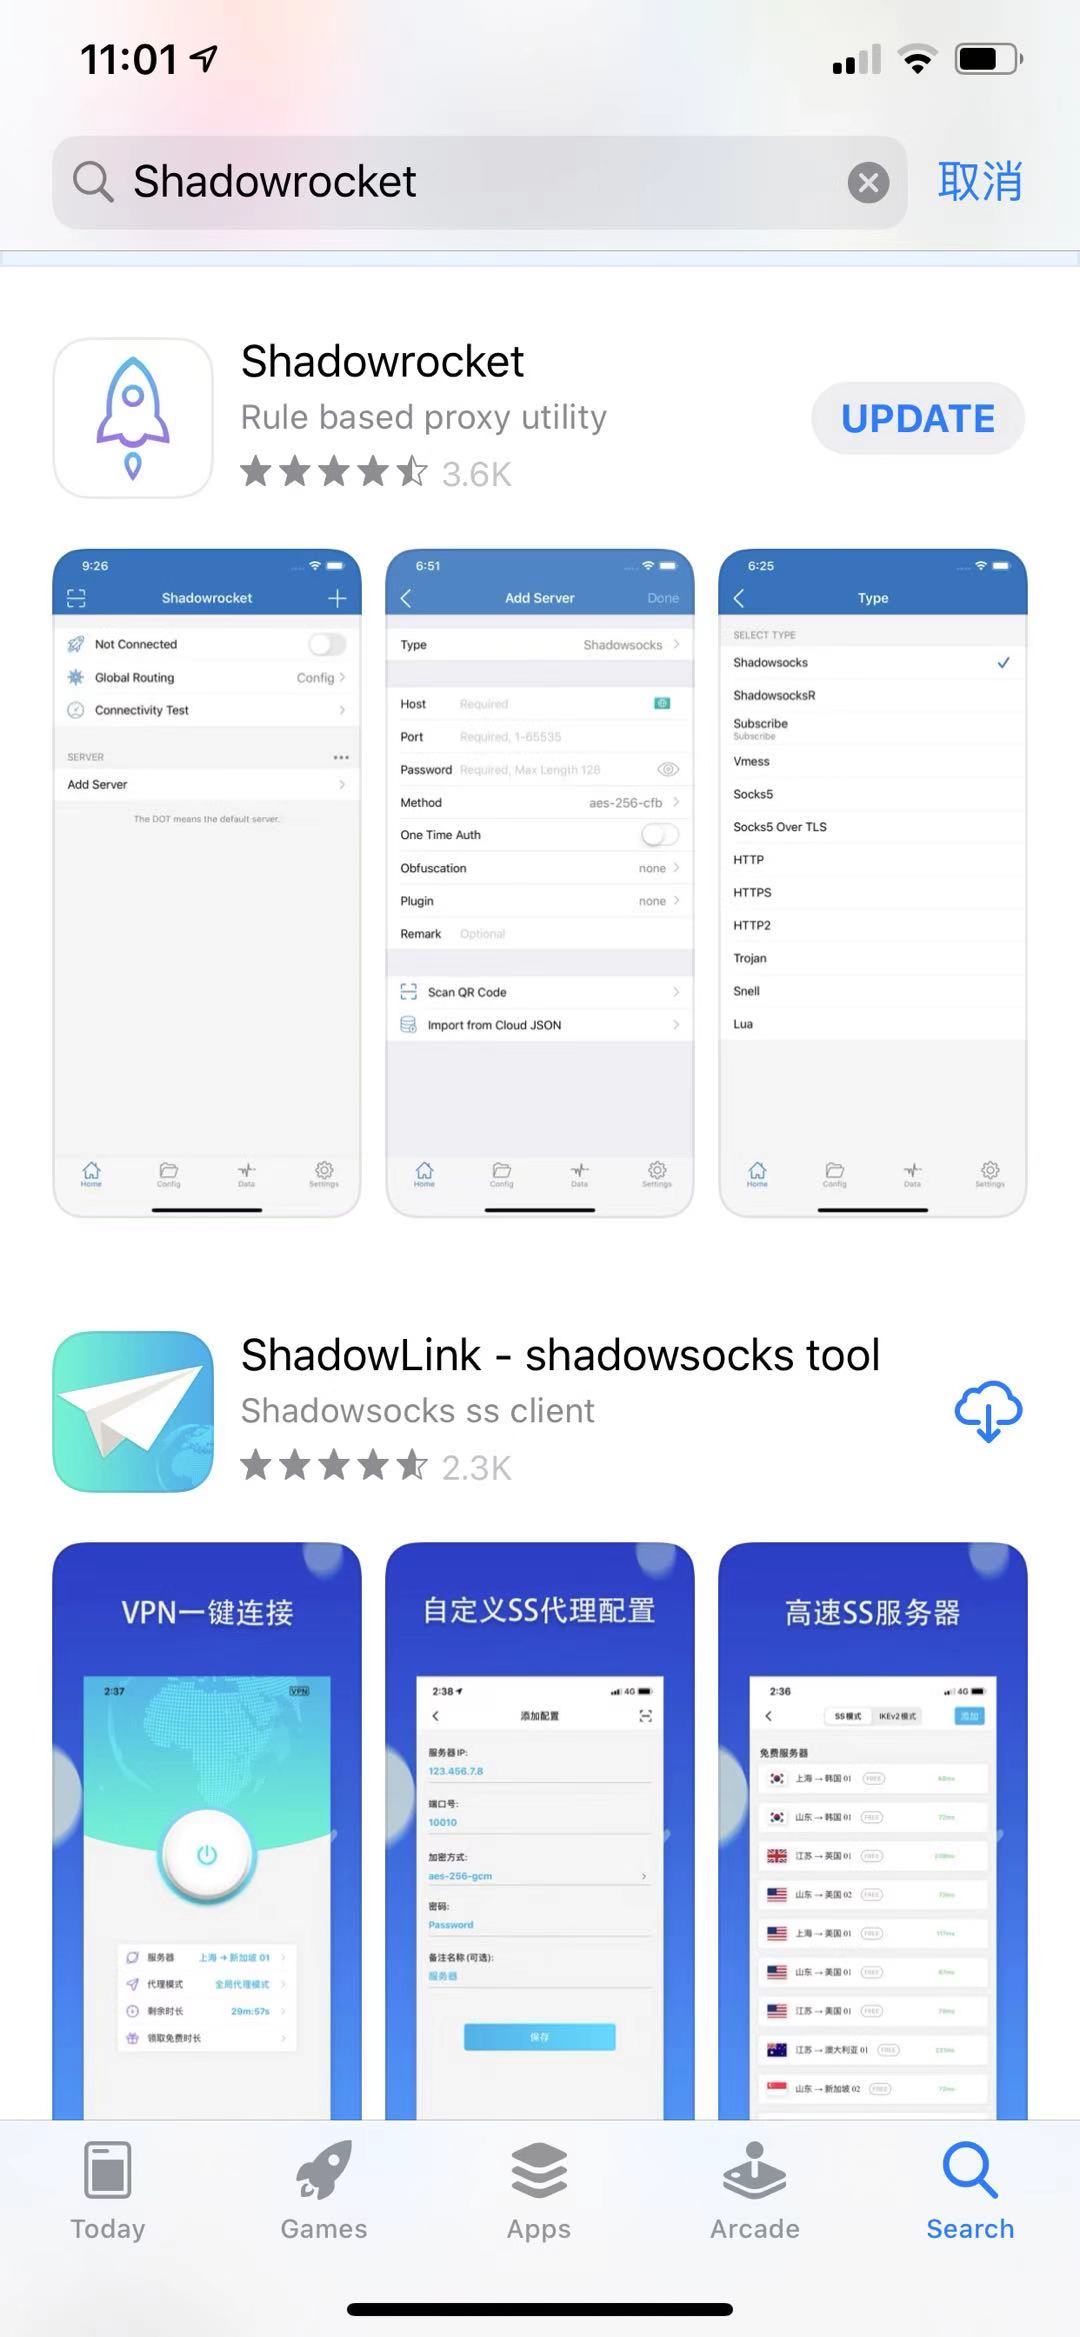 11:01
Shadowrocket
取消
Shadowrocket
Rule based proxy utility
3.6K
UPDATE
9:26
Shadowrocket
Not Connected
Global Routing
Config
Connectivity Test
SERVER
Add Server
The DOT means the default server.
Home
Config
Data
Settings
6:51
Add Server
Done
Type
Shadowsocks
Host
Required
Port
Required, 1-65535
Password
Required, Max Length 128
Method
aes-256-cfb
One Time Auth
Obfuscation
none
Plugin
none
Remark
Optional
Scan QR Code
Import from Cloud JSON
Home
Config
Data
Settings
6:25
Type
SELECT TYPE
Shadowsocks
ShadowsocksR
Subscribe
Subscribe
Vmess
Socks5
Socks5 Over TLS
HTTP
HTTPS
HTTP2
Trojan
Snell
Lua
Home
Config
Data
Settings
ShadowLink - shadowsocks tool
Shadowsocks ss client
2.3K
VPN一键连接
2:37
VPN
服务器
上海→新加坡 01
代理模式
全局代理模式
剩余时长
29m:57s
领取免费时长
自定义SS代理配置
2:38
4G
添加配置
服务器IP:
123.456.7.8
端口号:
10010
加密方式:
aes-256-gcm
密码:
Password
备注名称(可选):
服务器
保存
高速SS服务器
2:36
4G
SS模式
IKEv2模式
添加
免费服务器
上海→韩国 01 FREE
山东→韩国 01 FREE
江苏→英国 01 FREE
山东→美国 02 FREE
上海→美国 01 FREE
山东→美国 01 FREE
江苏→美国 01 FREE
江苏→澳大利亚 01 FREE
山东→新加坡 02 FREE
Today
Games
Apps
Arcade
Search